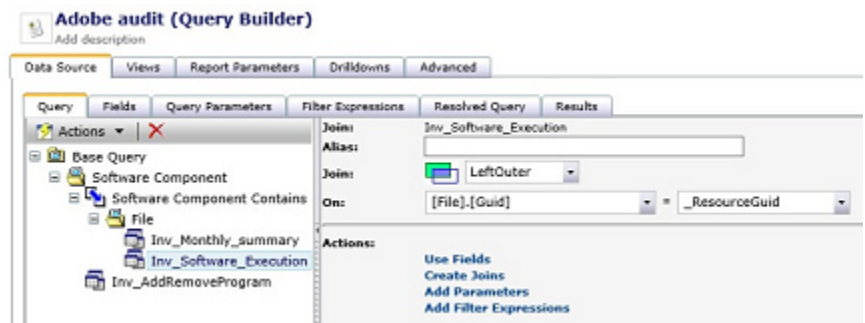 Adobe audit (Query Builder)
Add description
Data Source Views Report Parameters Drilldowns Advanced
Query Fields Query Parameters Filter Expressions Resolved Query Results
Actions
Base Query
Software Component
Software Component Contains
File
Inv_Monthly_summary
Inv_Software_Execution
Inv_AddRemoveProgram
Join: Inv_Software_Execution
Alias:
Join: LeftOuter
On: [File].[Guid] = _ResourceGuid
Actions:
Use Fields
Create Joins
Add Parameters
Add Filter Expressions